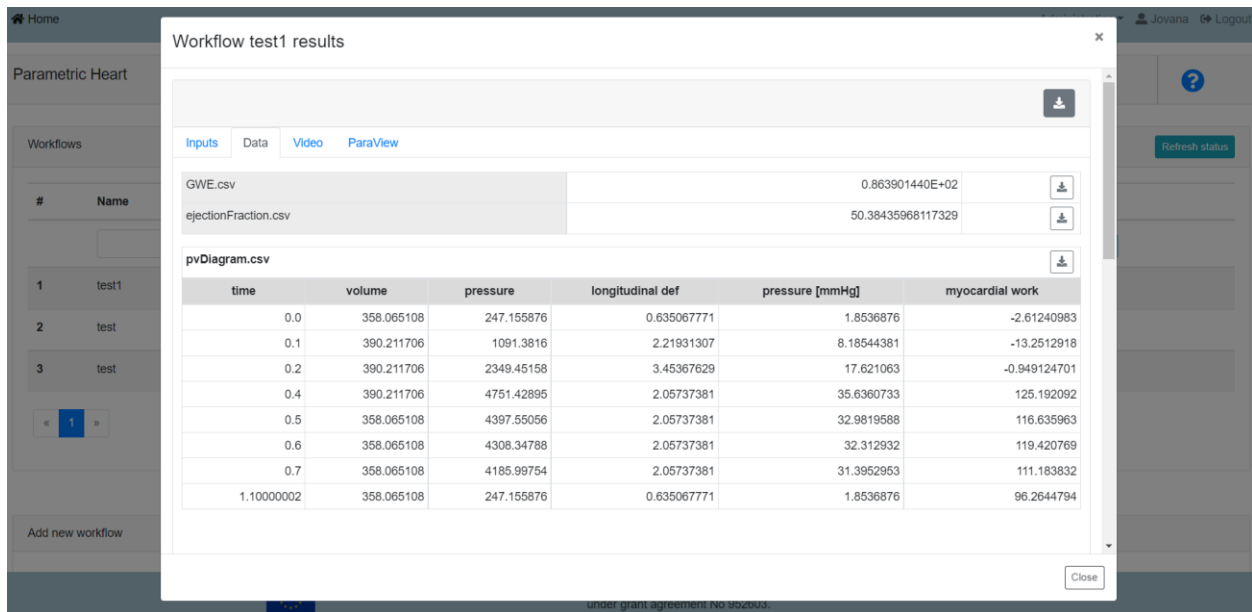 Home
Jovana Logout
Workflow test1 results ×
Parametric Heart
?
Inputs Data Video ParaView
Workflows
Refresh status
GWE.csv 0.863901440E+02
ejectionFraction.csv 50.38435968117329
# Name
pvDiagram.csv
time volume pressure longitudinal def pressure [mmHg] myocardial work
0.0 358.065108 247.155876 0.635067771 1.8536876 -2.61240983
0.1 390.211706 1091.3816 2.21931307 8.18544381 -13.2512918
0.2 390.211706 2349.45158 3.45367629 17.621063 -0.949124701
0.4 390.211706 4751.42895 2.05737381 35.6360733 125.192092
0.5 358.065108 4397.55056 2.05737381 32.9819588 116.635963
0.6 358.065108 4308.34788 2.05737381 32.312932 119.420769
0.7 358.065108 4185.99754 2.05737381 31.3952953 111.183832
1.10000002 358.065108 247.155876 0.635067771 1.8536876 96.2644794
1 test1
2 test
3 test
« 1 »
Add new workflow
Close
under grant agreement No 952603.